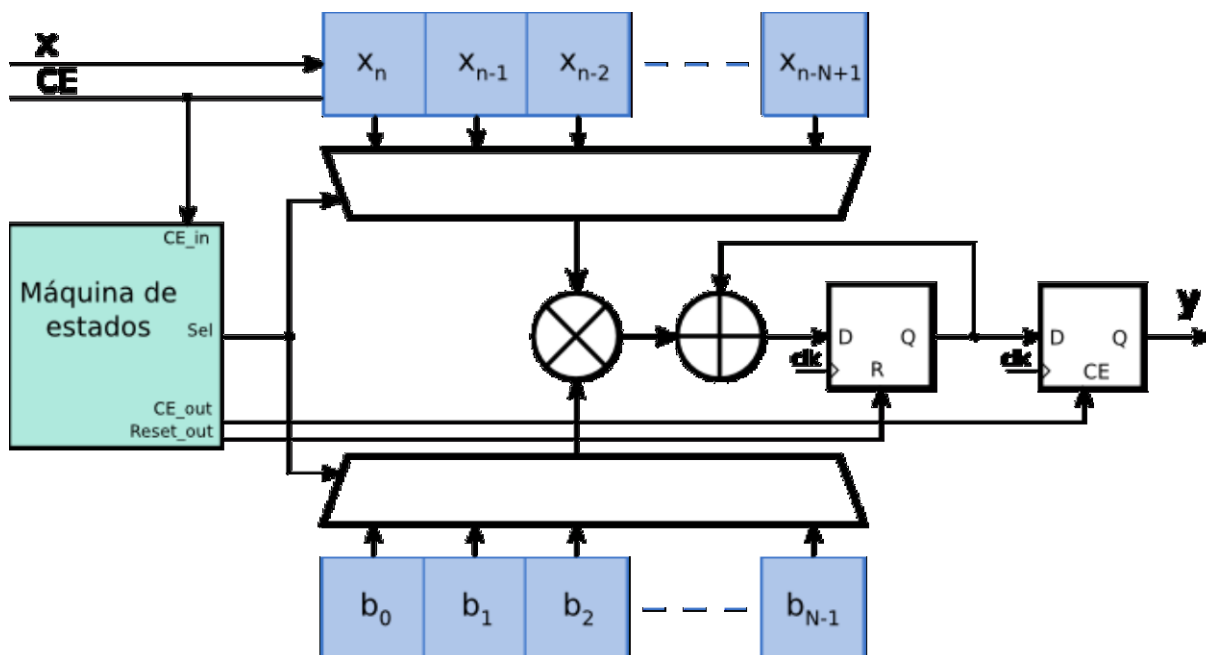 x
CE
xₙ xₙ₋₁ xₙ₋₂ xₙ₋N₊₁
CE_in
Máquina de
estados
Sel
CE_out
Reset_out
D Q
clk
R
D Q
clk
CE
y
b₀ b₁ b₂ b_N-1